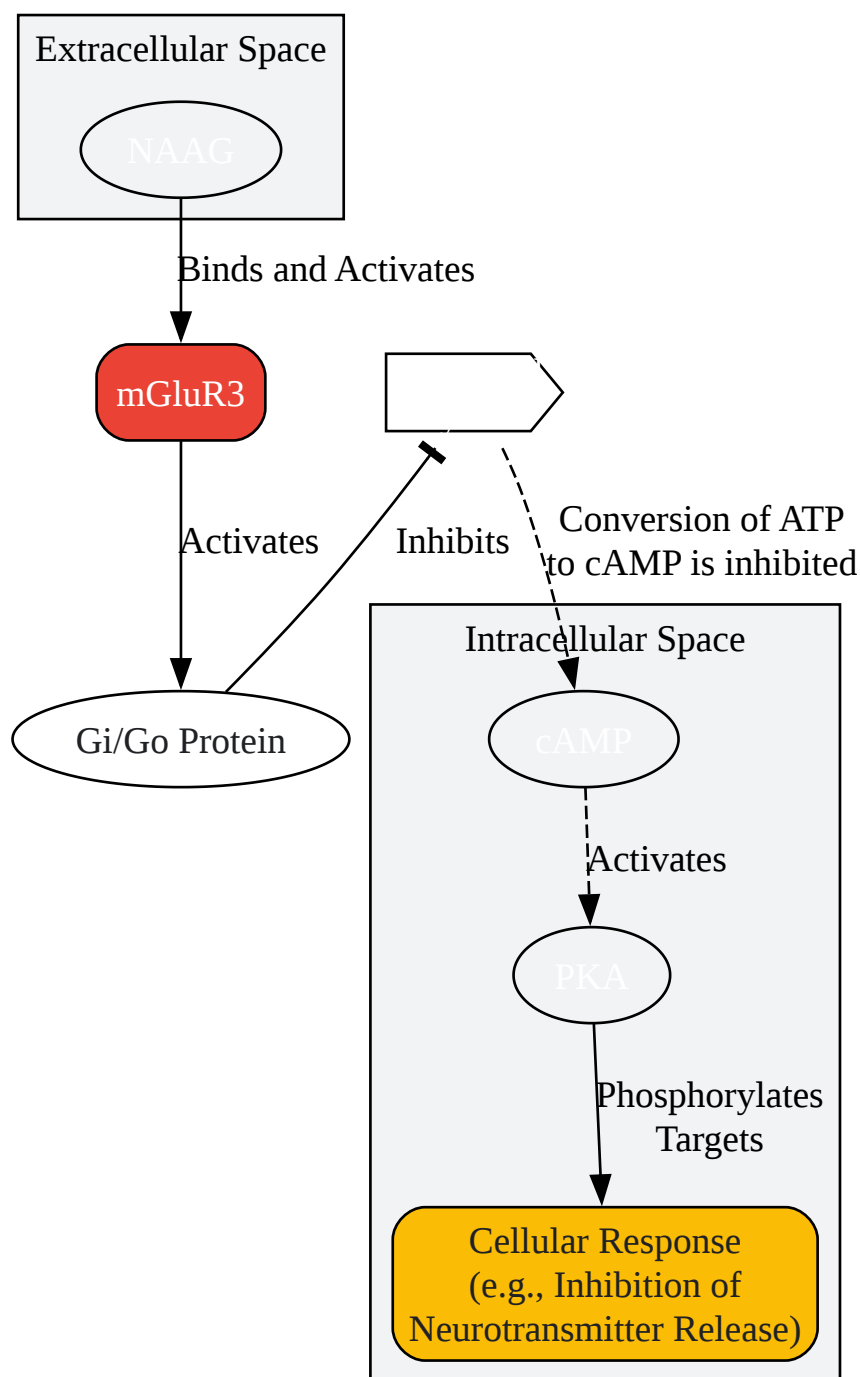 Extracellular Space
NAAG
Binds and Activates
mGluR3
Activates
Inhibits
Conversion of ATP
to cAMP is inhibited
Intracellular Space
Gi/Go Protein
cAMP
Activates
PKA
Phosphorylates
Targets
Cellular Response
(e.g., Inhibition of
Neurotransmitter Release)